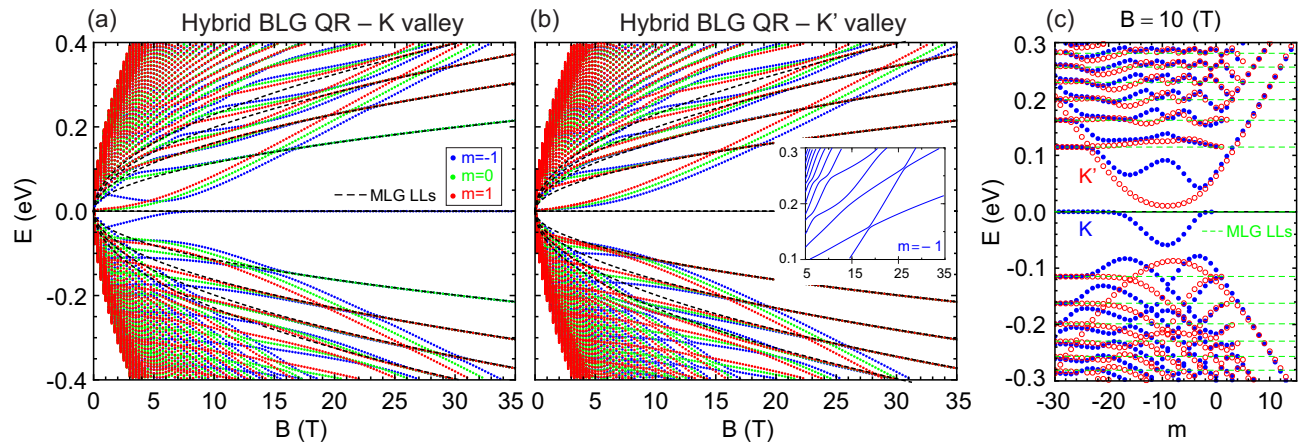 (a) Hybrid BLG QR – K valley
0.4
0.2
0.0
-0.2
-0.4
E (eV)
m=-1
m=0
m=1
MLG LLs
0 5 10 15 20 25 30 35
B (T)
(b) Hybrid BLG QR – K’ valley
0.3
0.2
0.1
5 15 25 35
m=−1
0 5 10 15 20 25 30 35
B (T)
(c) B = 10 (T)
0.3
0.2
0.1
0.0
-0.1
-0.2
-0.3
E (eV)
K’
K
MLG LLs
-30 -20 -10 0 10
m